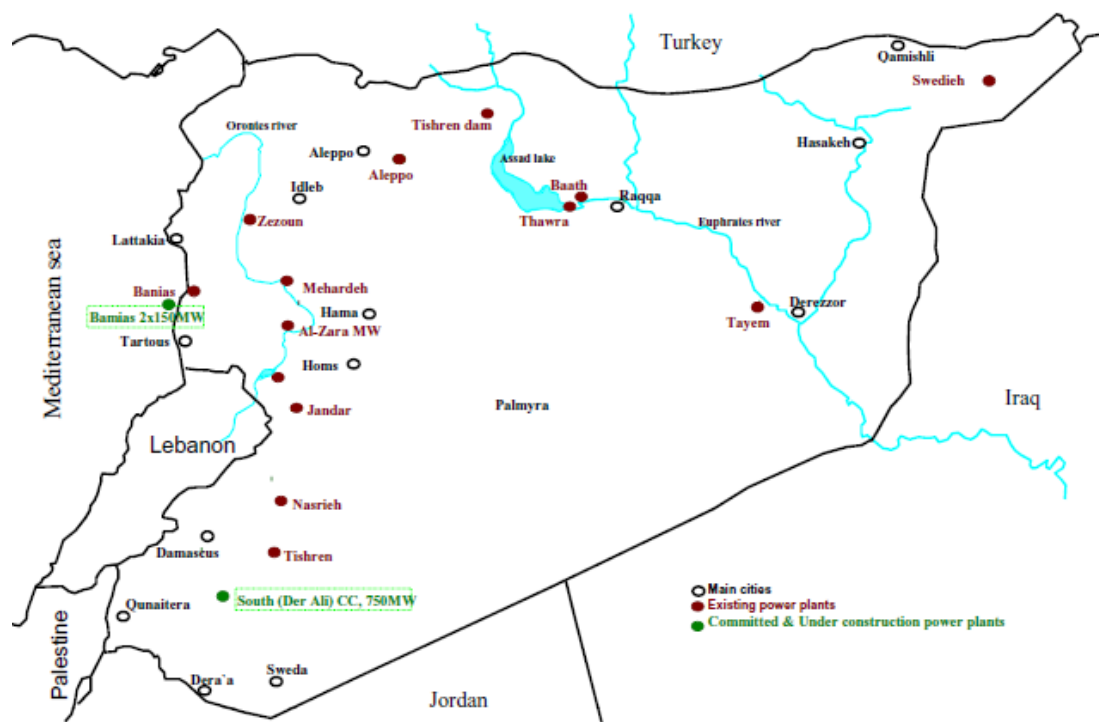 Turkey
Qamishli
Swedieh
Tishren dam
Orontes river
Hasakeh
Aleppo
Assad lake
Aleppo
Idleb
Baath
Raqqa
Zezoun
Thawra
Euphrates river
Lattakia
Mediterranean sea
Mehardeh
Banias
Bamias 2x150MW
Hama
Derezzor
Tayem
Al-Zara MW
Tartous
Homs
Iraq
Palmyra
Jandar
Lebanon
Nasrieh
Damascus
Tishren
South (Der Ali) CC, 750MW
Main cities
Qunaitera
Existing power plants
Committed & Under construction power plants
Palestine
Sweda
Dera`a
Jordan